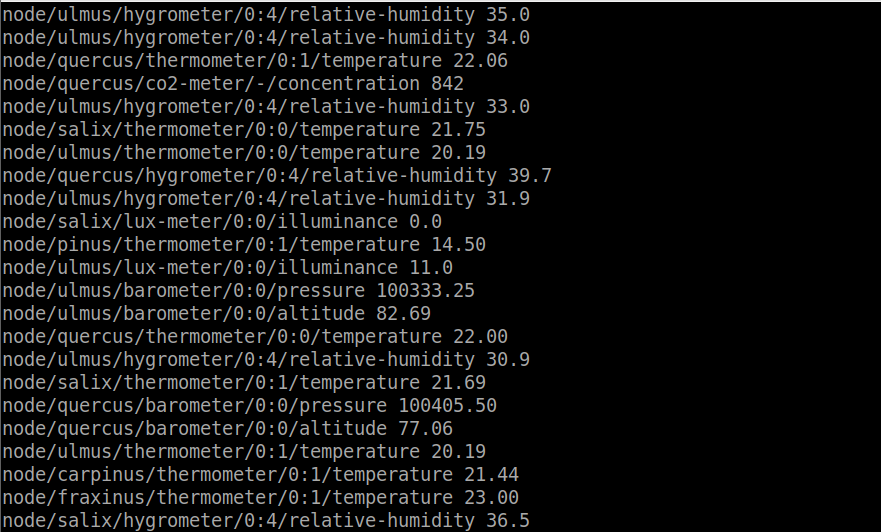 node/ulmus/hygrometer/0:4/relative-humidity 35.0
node/ulmus/hygrometer/0:4/relative-humidity 34.0
node/quercus/thermometer/0:1/temperature 22.06
node/quercus/co2-meter/-/concentration 842
node/ulmus/hygrometer/0:4/relative-humidity 33.0
node/salix/thermometer/0:0/temperature 21.75
node/ulmus/thermometer/0:0/temperature 20.19
node/quercus/hygrometer/0:4/relative-humidity 39.7
node/ulmus/hygrometer/0:4/relative-humidity 31.9
node/salix/lux-meter/0:0/illuminance 0.0
node/pinus/thermometer/0:1/temperature 14.50
node/ulmus/lux-meter/0:0/illuminance 11.0
node/ulmus/barometer/0:0/pressure 100333.25
node/ulmus/barometer/0:0/altitude 82.69
node/quercus/thermometer/0:0/temperature 22.00
node/ulmus/hygrometer/0:4/relative-humidity 30.9
node/salix/thermometer/0:1/temperature 21.69
node/quercus/barometer/0:0/pressure 100405.50
node/quercus/barometer/0:0/altitude 77.06
node/ulmus/thermometer/0:1/temperature 20.19
node/carpinus/thermometer/0:1/temperature 21.44
node/fraxinus/thermometer/0:1/temperature 23.00
node/salix/hygrometer/0:4/relative-humidity 36.5